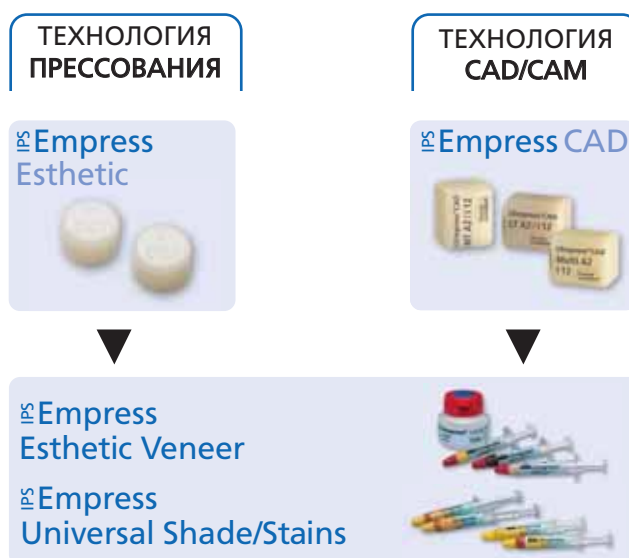 ТЕХНОЛОГИЯ
ПРЕССОВАНИЯ
ТЕХНОЛОГИЯ
CAD/CAM
IPS Empress
Esthetic
IPS Empress CAD
IPS Empress
Esthetic Veneer
IPS Empress
Universal Shade/Stains